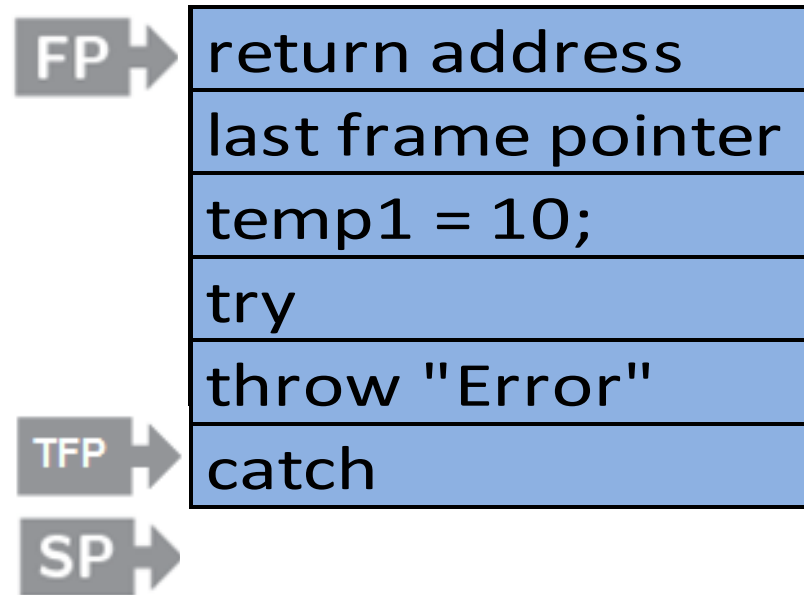 FP return address
last frame pointer
temp1 = 10;
try
throw "Error"
TFP catch
SP